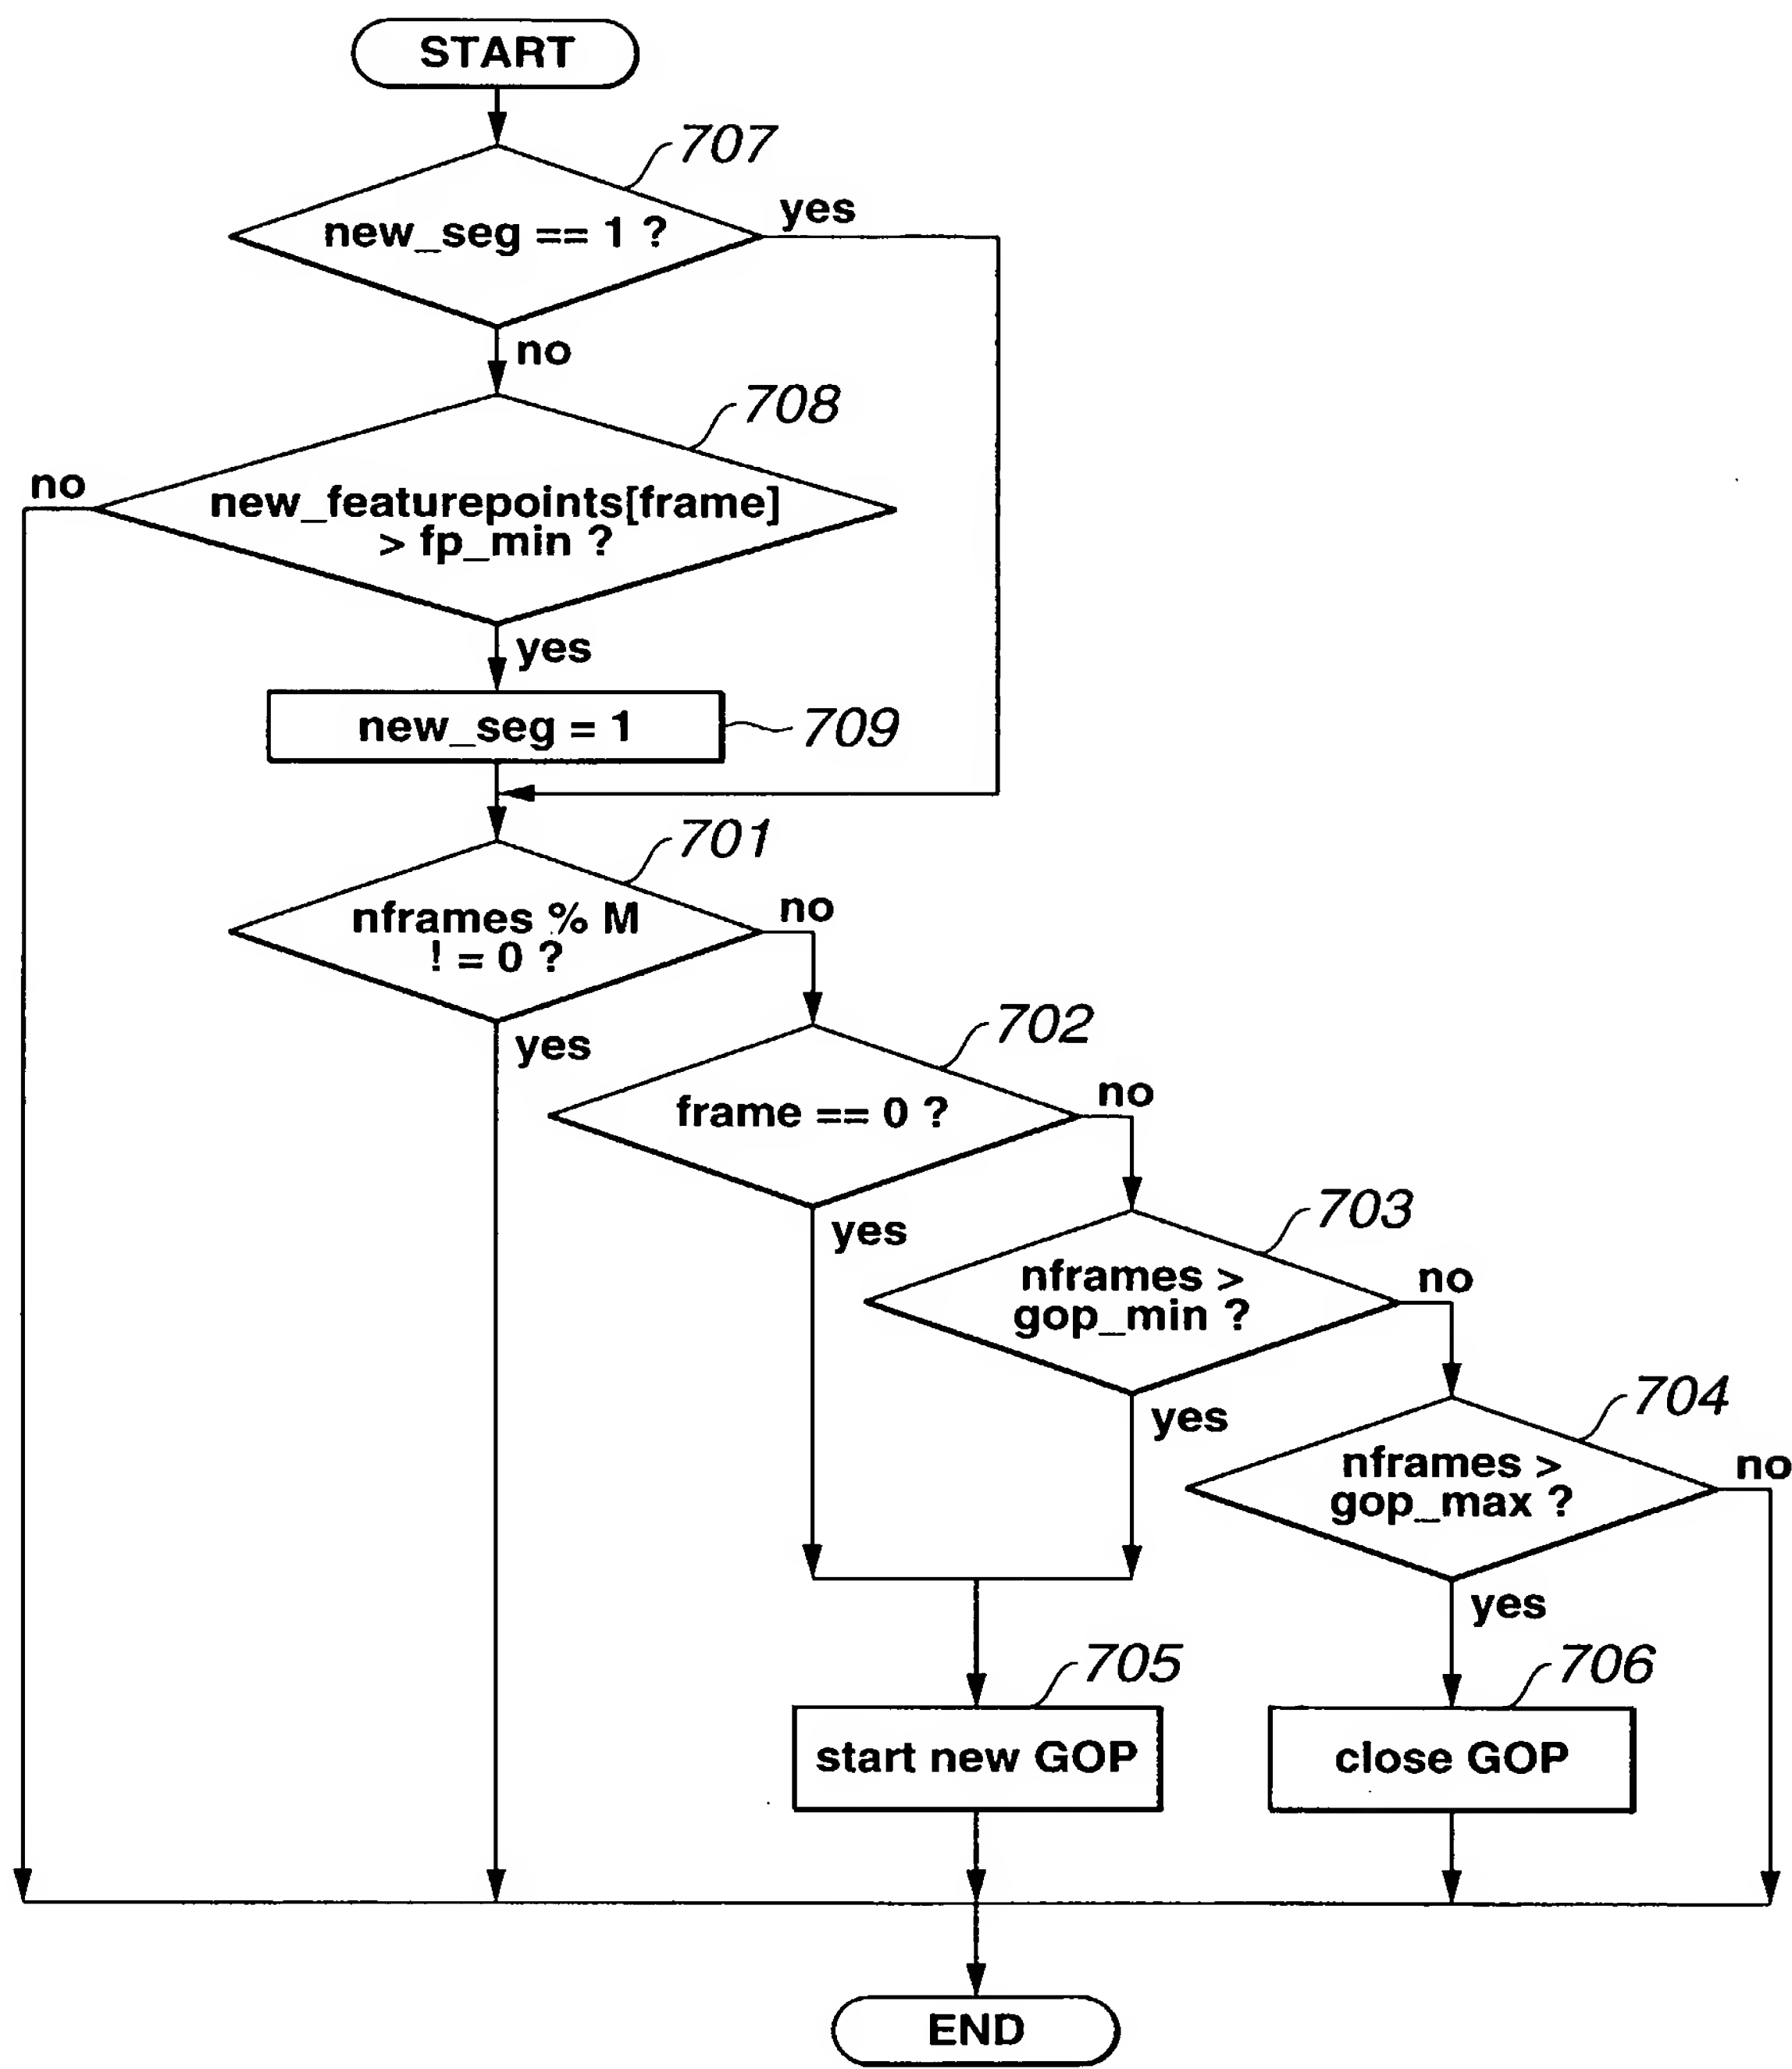 START
707
new_seg == 1 ?
yes
no
708
no
new_featurepoints[frame]
> fp_min ?
yes
new_seg = 1
709
701
nframes % M
! = 0 ?
no
yes
702
frame == 0 ?
no
yes
703
nframes >
gop_min ?
no
yes
704
nframes >
gop_max ?
no
yes
705
706
start new GOP
close GOP
END